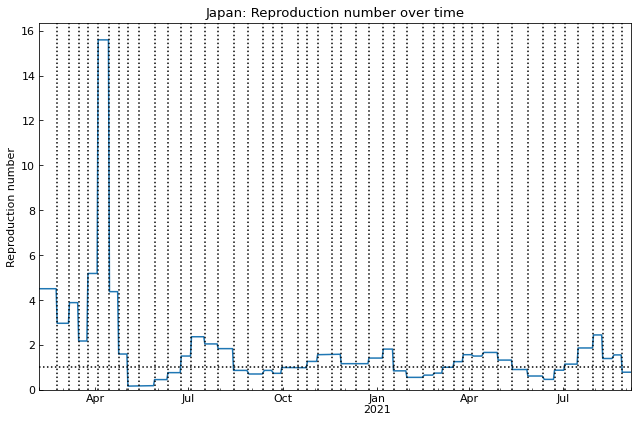 Japan: Reproduction number over time
Reproduction number
16
14
12
10
8
6
4
2
0
Apr
Jul
Oct
Jan
2021
Apr
Jul